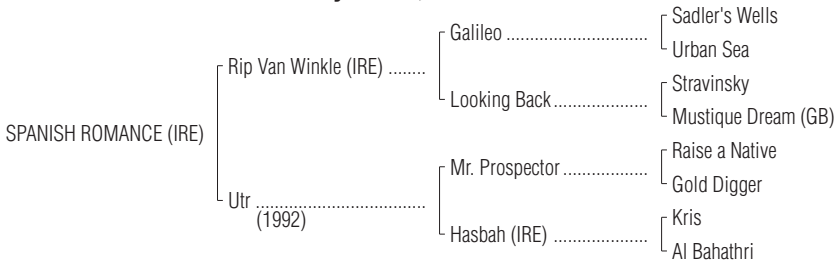 Sadler's Wells
Galileo ..............................
Urban Sea
Rip Van Winkle (IRE) ........
Stravinsky
Looking Back....................
Mustique Dream (GB)
SPANISH ROMANCE (IRE)
Raise a Native
Mr. Prospector..................
Gold Digger
Utr ....................................
(1992)
Kris
Hasbah (IRE) ....................
Al Bahathri